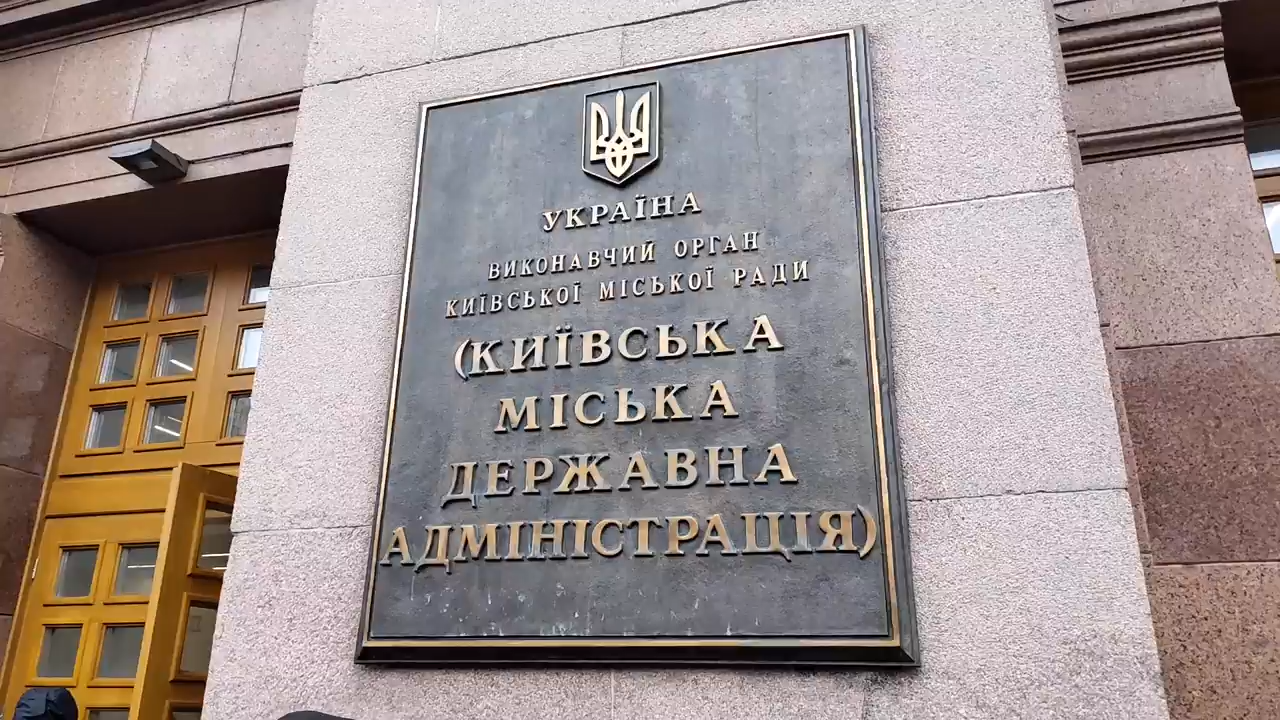 УКРАЇНА
ВИКОНАВЧИЙ ОРГАН
КИЇВСЬКОЇ МІСЬКОЇ РАДИ
(КИЇВСЬКА
МІСЬКА
ДЕРЖАВНА
АДМІНІСТРАЦІЯ)